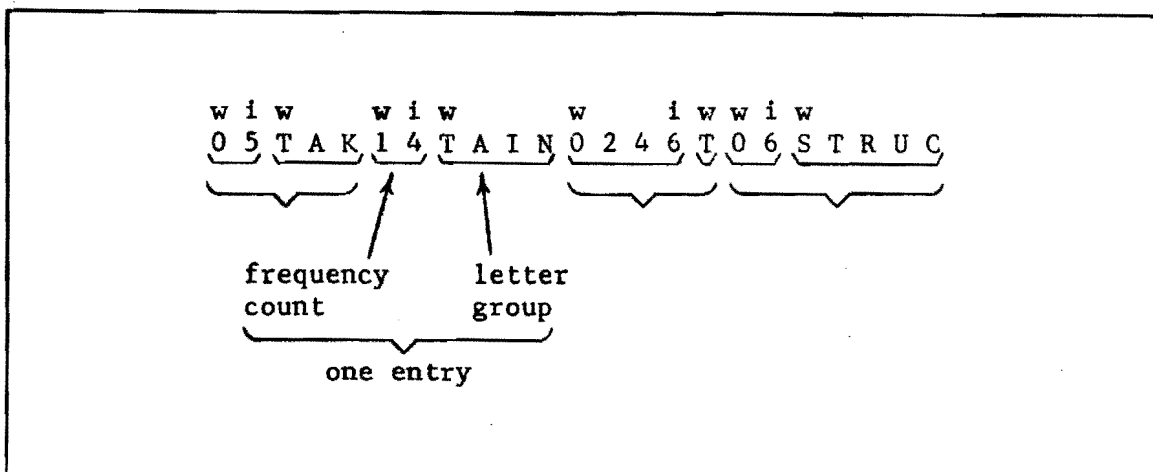 w i w w i w w i w w i w
0 5 T A K 1 4 T A I N 0 2 4 6 T 0 6 S T R U C
frequency letter
count group
one entry